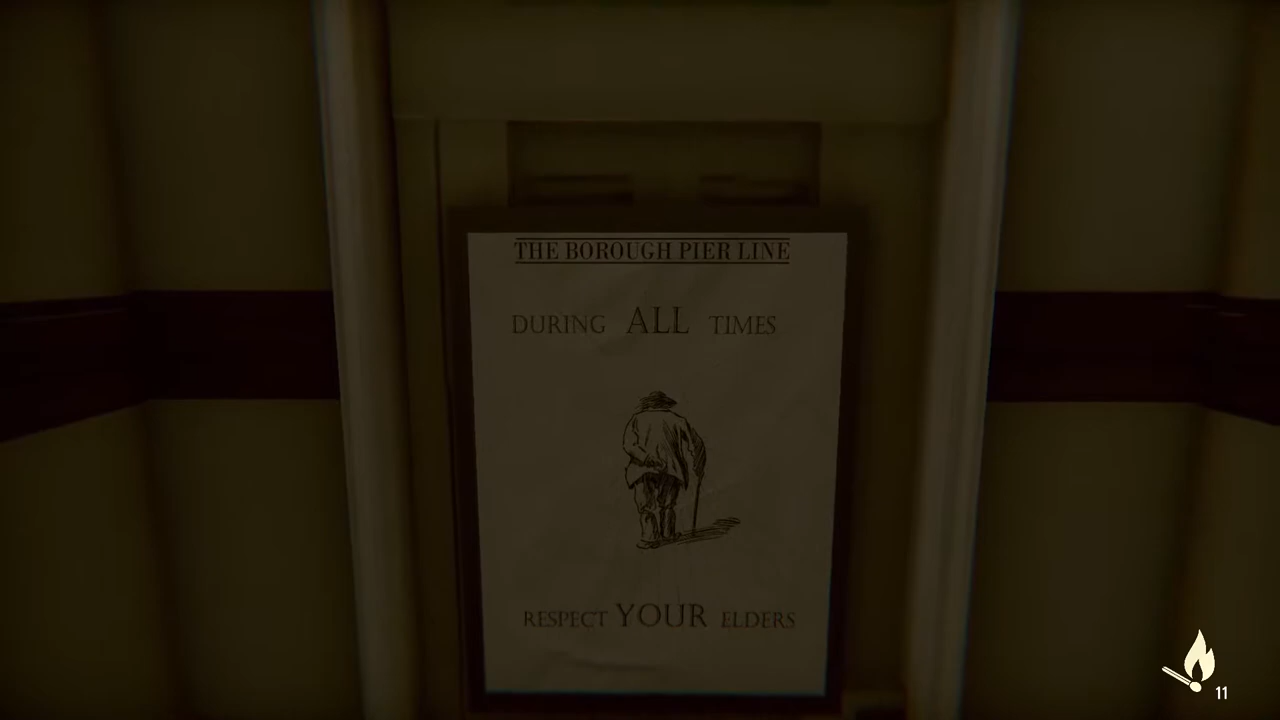 THE BOROUGH PIER LINE
DURING ALL TIMES
RESPECT YOUR ELDERS
11